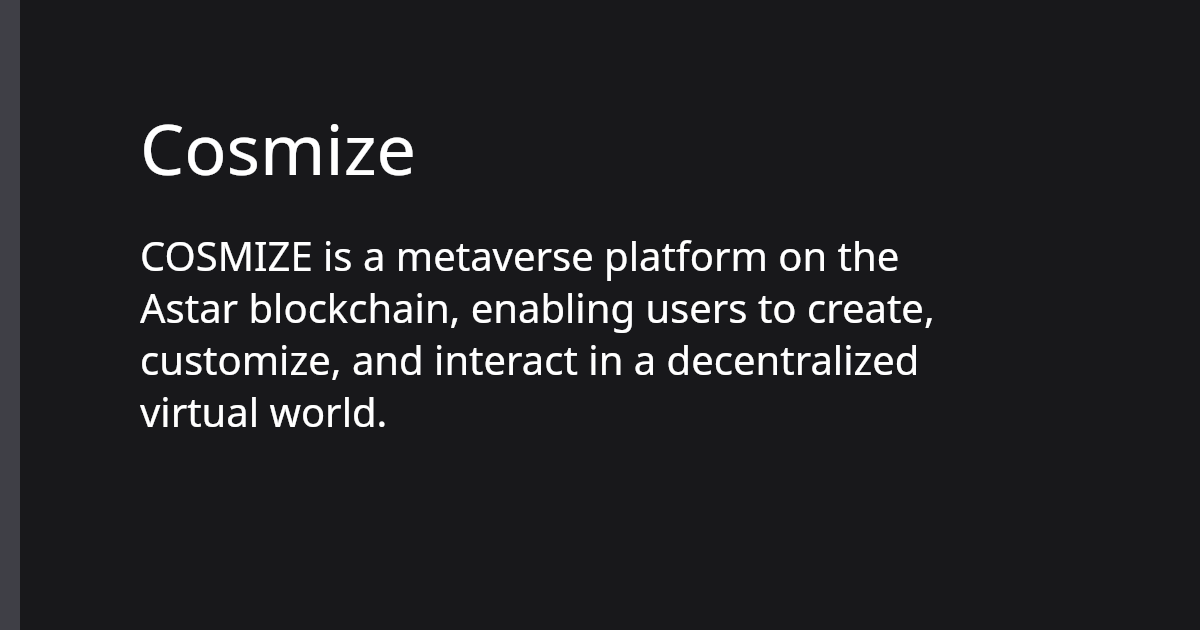 Cosmize
COSMIZE is a metaverse platform on the
Astar blockchain, enabling users to create,
customize, and interact in a decentralized
virtual world.